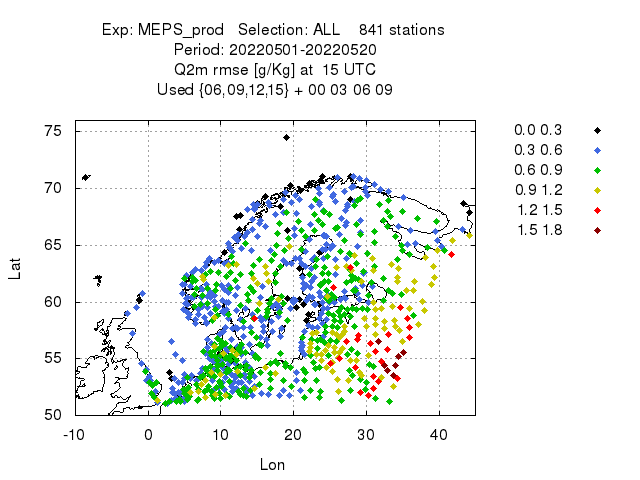 Exp: MEPS_prod Selection: ALL 841 stations
Period: 20220501-20220520
Q2m rmse [g/Kg] at 15 UTC
Used {06,09,12,15} + 00 03 06 09
0.0 0.3
0.3 0.6
0.6 0.9
0.9 1.2
1.2 1.5
1.5 1.8
Lat
75
70
65
60
55
50
-10 0 10 20 30 40
Lon